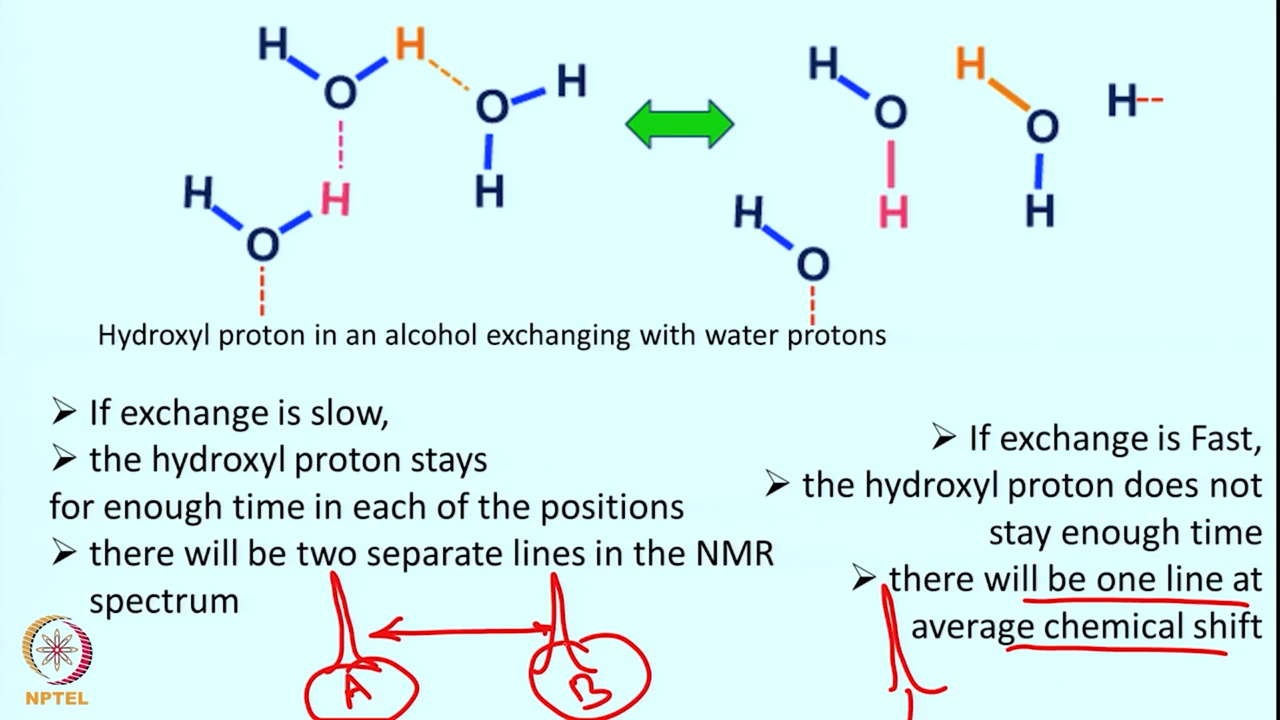 H H
O O H
H H H
O
H H H--
O O
H H H
O
Hydroxyl proton in an alcohol exchanging with water protons
➢ If exchange is slow,
➢ the hydroxyl proton stays
for enough time in each of the positions
➢ there will be two separate lines in the NMR
spectrum
➢ If exchange is Fast,
➢ the hydroxyl proton does not
stay enough time
➢ there will be one line at
average chemical shift
A B
NPTEL